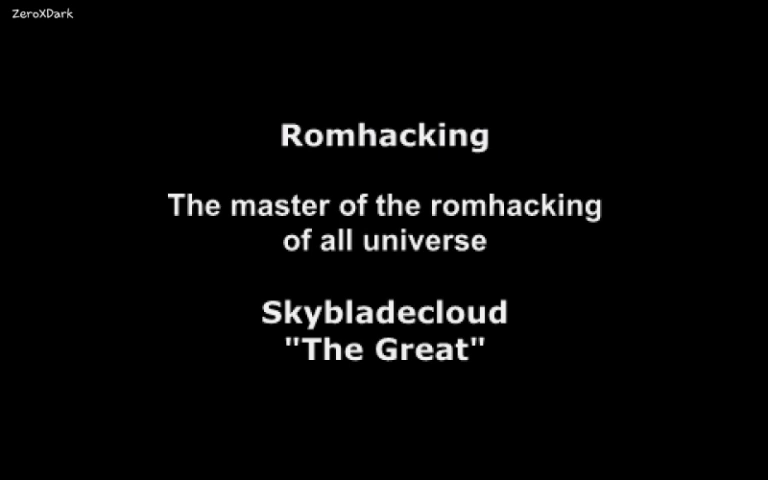 ZeroXDark
Romhacking
The master of the romhacking
of all universe
Skybladecloud
"The Great"